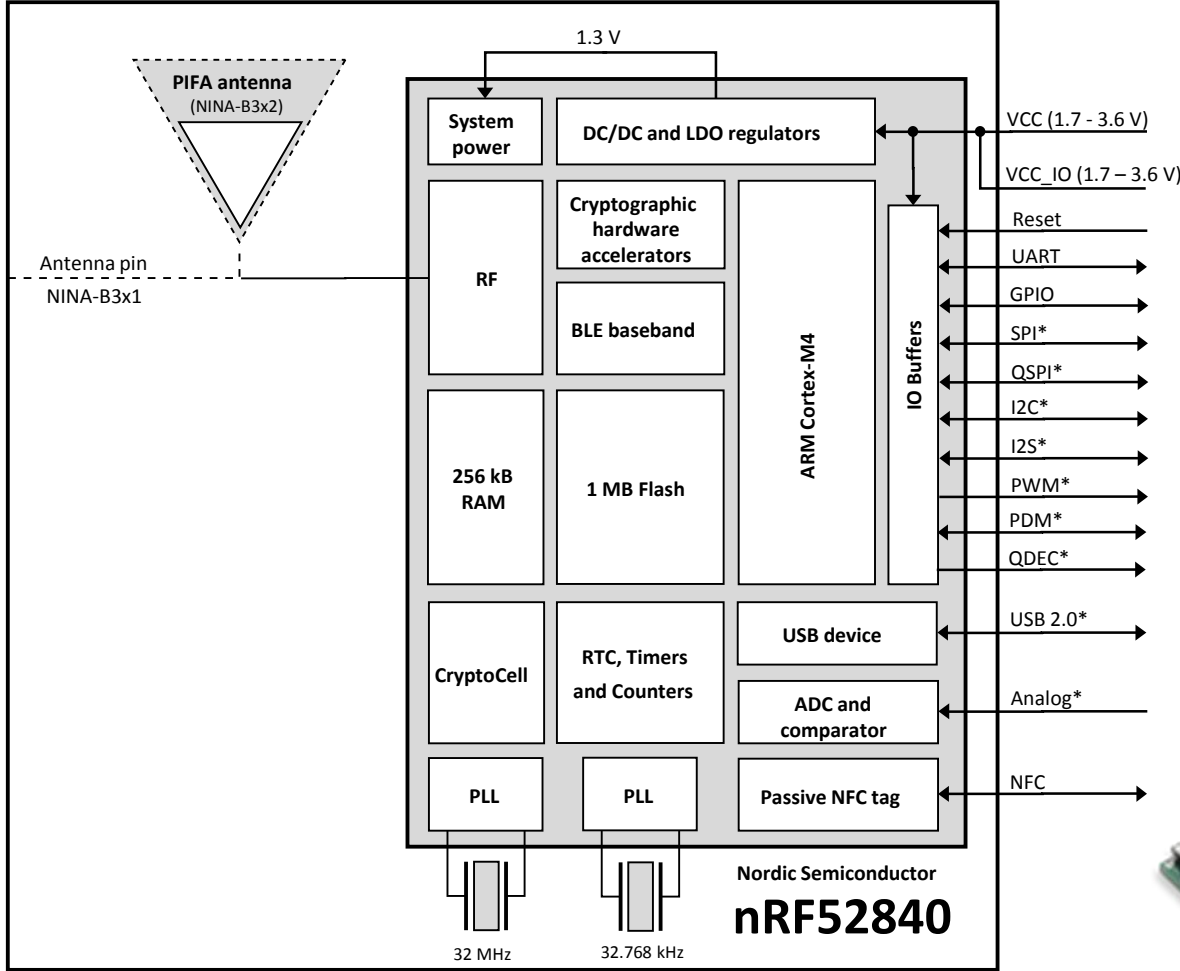 1.3 V
PIFA antenna
(NINA-B3x2)
System
power
DC/DC and LDO regulators
VCC (1.7 - 3.6 V)
VCC_IO (1.7 – 3.6 V)
Cryptographic
hardware
accelerators
Reset
UART
GPIO
SPI*
QSPI*
I2C*
I2S*
PWM*
PDM*
QDEC*
Antenna pin
NINA-B3x1
RF
BLE baseband
ARM Cortex-M4
IO Buffers
256 kB
RAM
1 MB Flash
CryptoCell
RTC, Timers
and Counters
USB device
USB 2.0*
ADC and
comparator
Analog*
PLL
PLL
Passive NFC tag
NFC
32 MHz
32.768 kHz
Nordic Semiconductor
nRF52840